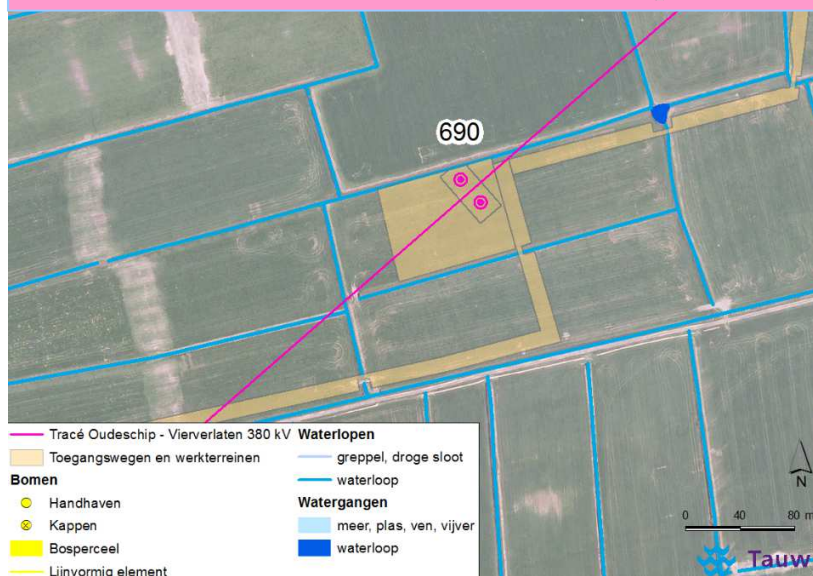 690
Tracé Oudeschip - Vierverlaten 380 kV
Toegangswegen en werkterreinen
Bomen
Handhaven
Kappen
Bosperceel
Lijnvormig element
Waterlopen
greppel, droge sloot
waterloop
Watergangen
meer, plas, ven, vijver
waterloop
N
0 40 80 m
Tauw